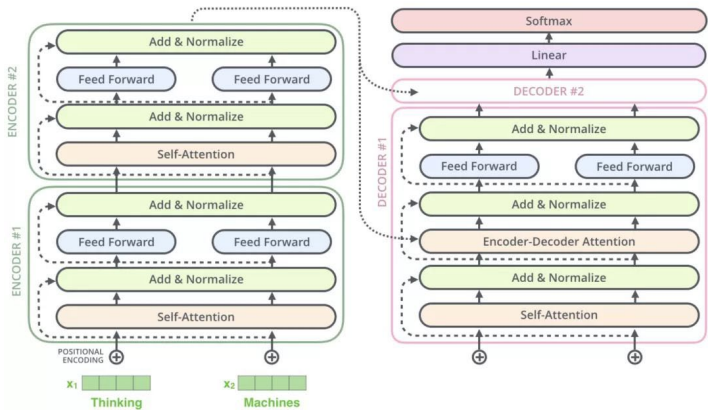 ENCODER #2
Add & Normalize
Feed Forward
Feed Forward
Add & Normalize
Self-Attention
ENCODER #1
Add & Normalize
Feed Forward
Feed Forward
Add & Normalize
Self-Attention
POSITIONAL
ENCODING
x₁
x₂
Thinking
Machines
Softmax
Linear
DECODER #2
DECODER #1
Add & Normalize
Feed Forward
Feed Forward
Add & Normalize
Encoder-Decoder Attention
Add & Normalize
Self-Attention